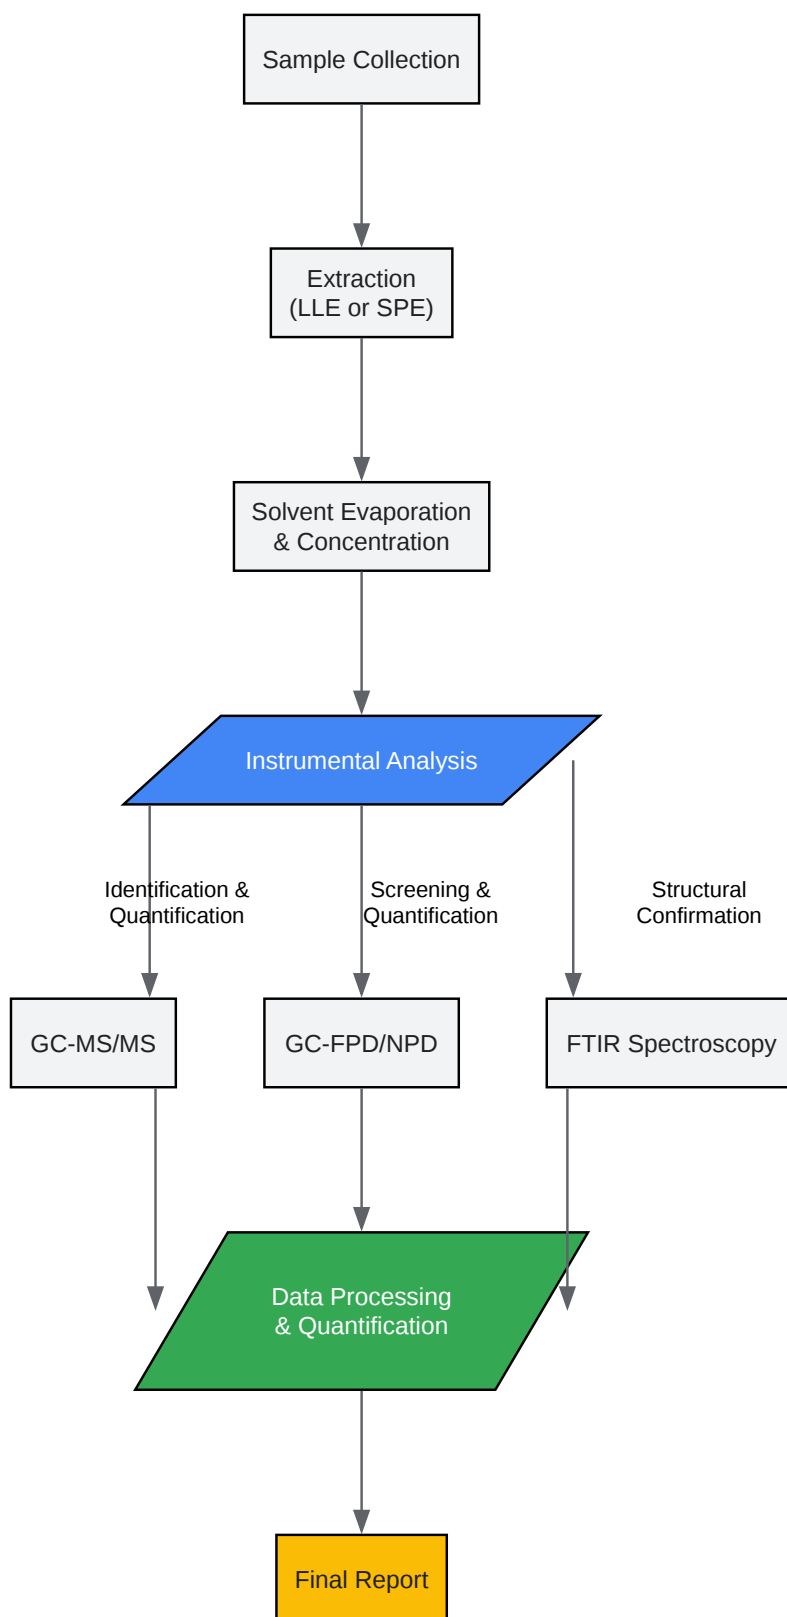 Sample Collection
Extraction
(LLE or SPE)
Solvent Evaporation
& Concentration
Instrumental Analysis
Identification &
Quantification
Screening &
Quantification
Structural
Confirmation
GC-MS/MS
GC-FPD/NPD
FTIR Spectroscopy
Data Processing
& Quantification
Final Report